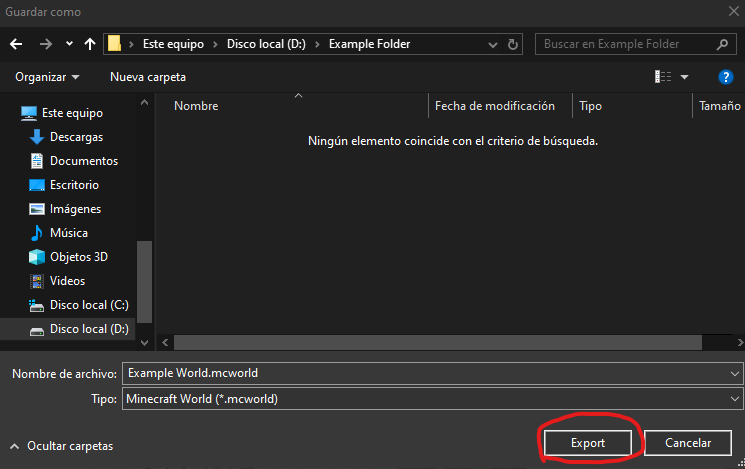 Guardar como
Este equipo › Disco local (D:) › Example Folder
Buscar en Example Folder
Organizar Nueva carpeta
Nombre Fecha de modificación Tipo Tamaño
Ningún elemento coincide con el criterio de búsqueda.
Este equipo
Descargas
Documentos
Escritorio
Imágenes
Música
Objetos 3D
Videos
Disco local (C:)
Disco local (D:)
Nombre de archivo: Example World.mcworld
Tipo: Minecraft World (*.mcworld)
Ocultar carpetas
Export Cancelar